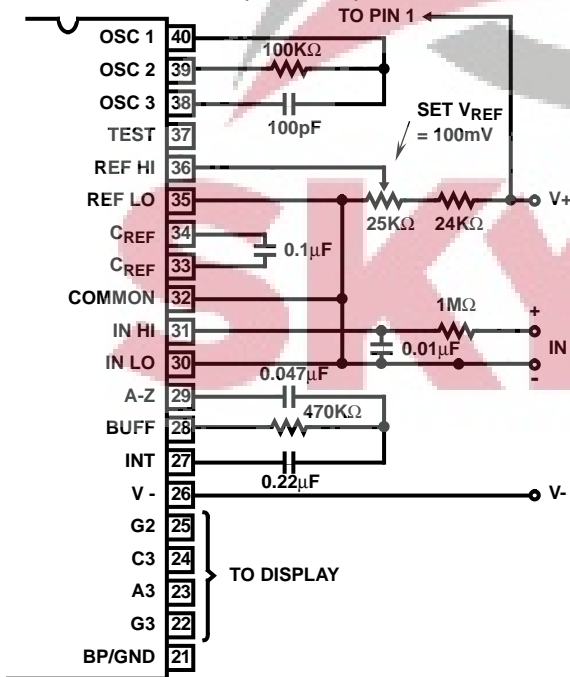 TO PIN 1
OSC 1 40
100KΩ
OSC 2 39
OSC 3 38
100pF
SET VREF
= 100mV
TEST 37
REF HI 36
REF LO 35
V+
25KΩ 24KΩ
CREF 34
0.1µF
CREF 33
COMMON 32
1MΩ
+
IN HI 31
0.01µF
IN
IN LO 30
-
0.047µF
A-Z 29
470KΩ
BUFF 28
INT 27
0.22µF
V - 26
V-
G2 25
C3 24
TO DISPLAY
A3 23
G3 22
BP/GND 21